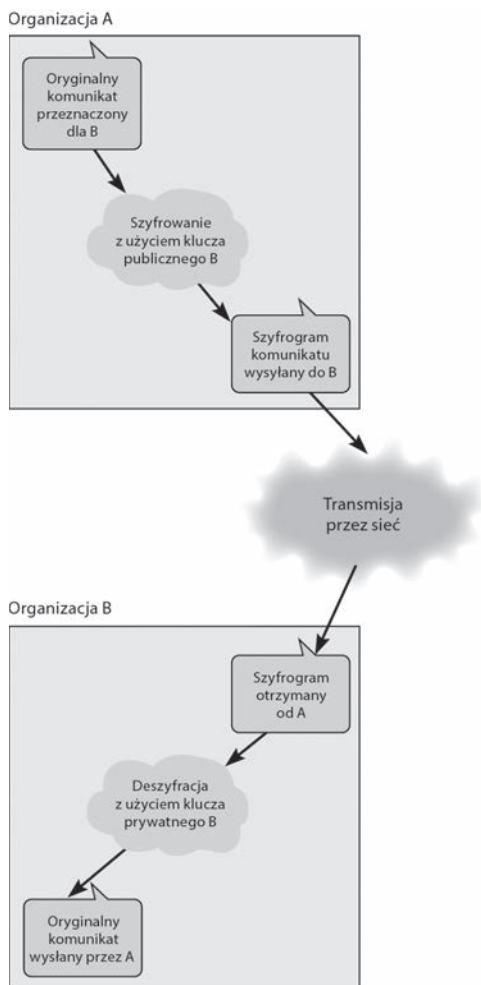 Organizacja A
Oryginalny
komunikat
przeznaczony
dla B
Szyfrowanie
z użyciem klucza
publicznego B
Szyfrogram
komunikatu
wysyłany do B
Transmisja
przez sieć
Organizacja B
Szyfrogram
otrzymany
od A
Deszyfracja
z użyciem klucza
prywatnego B
Oryginalny
komunikat
wysłany przez A